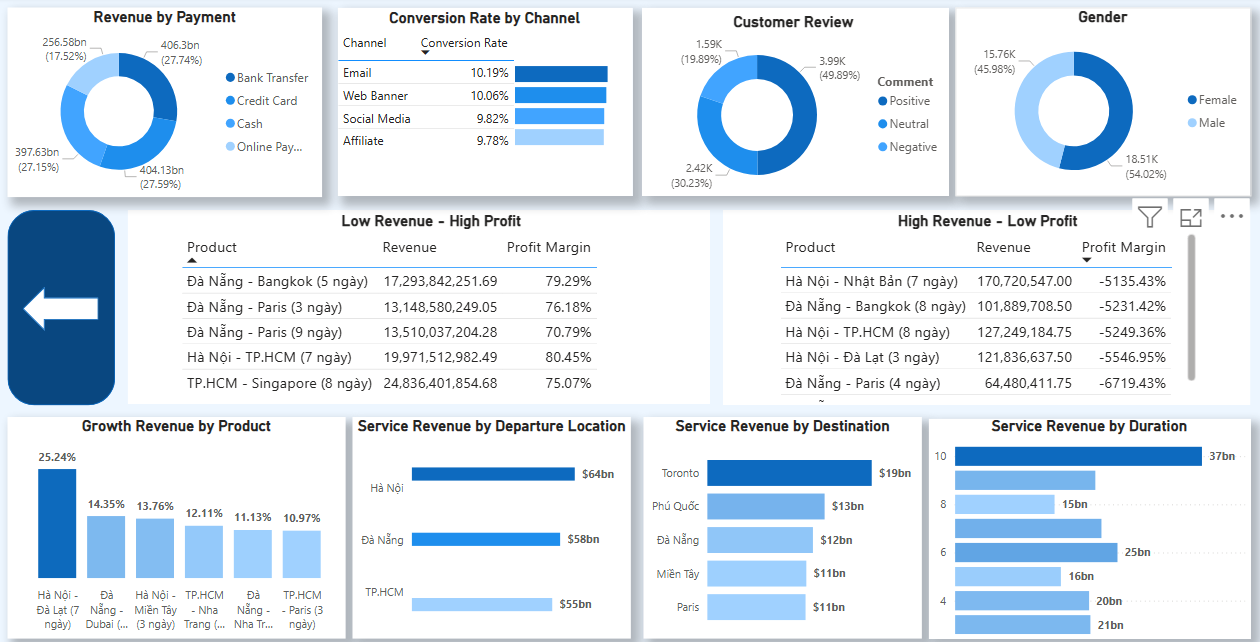 Revenue by Payment
256.58bn
(17.52%)
406.3bn
(27.74%)
397.63bn
(27.15%)
404.13bn
(27.59%)
Bank Transfer
Credit Card
Cash
Online Pay...
Conversion Rate by Channel
Channel Conversion Rate
Email 10.19%
Web Banner 10.06%
Social Media 9.82%
Affiliate 9.78%
Customer Review
1.59K
(19.89%)
3.99K
(49.89%)
2.42K
(30.23%)
Comment
Positive
Neutral
Negative
Gender
15.76K
(45.98%)
18.51K
(54.02%)
Female
Male
Low Revenue - High Profit
Product Revenue Profit Margin
Đà Nẵng - Bangkok (5 ngày) 17,293,842,251.69 79.29%
Đà Nẵng - Paris (3 ngày) 13,148,580,249.05 76.18%
Đà Nẵng - Paris (9 ngày) 13,510,037,204.28 70.79%
Hà Nội - TP.HCM (7 ngày) 19,971,512,982.49 80.45%
TP.HCM - Singapore (8 ngày) 24,836,401,854.68 75.07%
High Revenue - Low Profit
Product Revenue Profit Margin
Hà Nội - Nhật Bản (7 ngày) 170,720,547.00 -5135.43%
Đà Nẵng - Bangkok (8 ngày) 101,889,708.50 -5231.42%
Hà Nội - TP.HCM (8 ngày) 127,249,184.75 -5249.36%
Hà Nội - Đà Lạt (3 ngày) 121,836,637.50 -5546.95%
Đà Nẵng - Paris (4 ngày) 64,480,411.75 -6719.43%
Growth Revenue by Product
25.24%
14.35%
13.76%
12.11%
11.13%
10.97%
Hà Nội -
Đà Lạt (7
ngày)
Đà
Nẵng -
Dubai (...
Hà Nội -
Miền Tây
(3 ngày)
TP.HCM
- Nha
Trang (...
Đà
Nẵng -
Nha Tr...
TP.HCM
- Paris (3
ngày)
Service Revenue by Departure Location
Hà Nội $64bn
Đà Nẵng $58bn
TP.HCM $55bn
Service Revenue by Destination
Toronto $19bn
Phú Quốc $13bn
Đà Nẵng $12bn
Miền Tây $11bn
Paris $11bn
Service Revenue by Duration
10 37bn
8 15bn
6 25bn
16bn
4 20bn
21bn